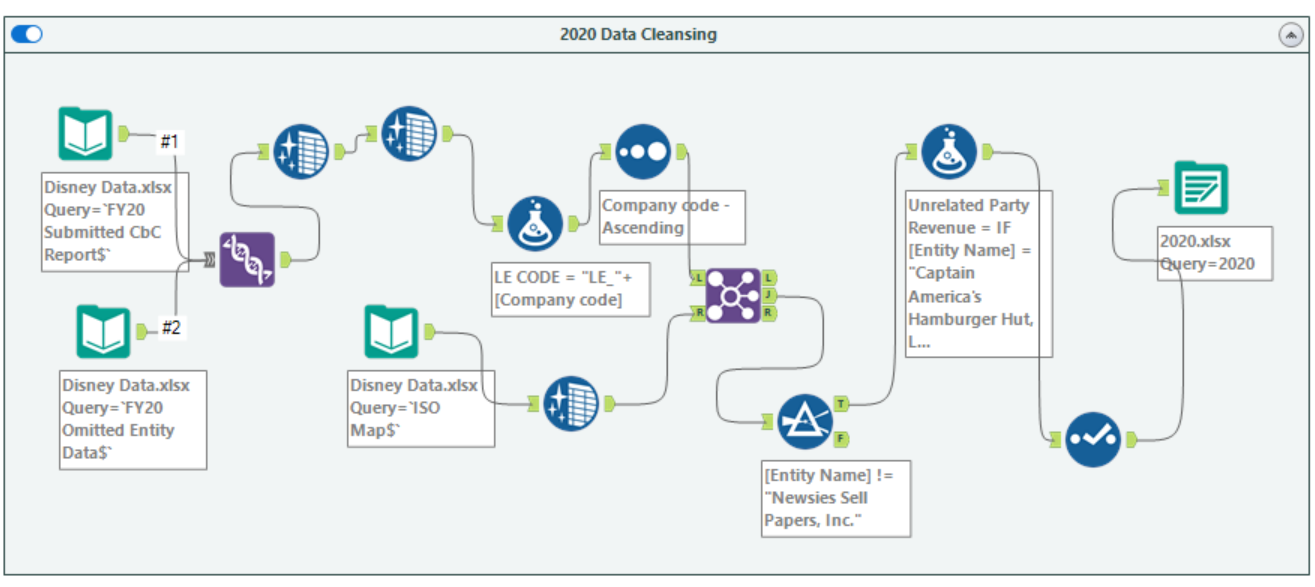 2020 Data Cleansing
#1
Disney Data.xlsx
Query=`FY20
Submitted CbC
Report$`
#2
Disney Data.xlsx
Query=`FY20
Omitted Entity
Data$`
LE CODE = "LE_"+
[Company code]
Company code -
Ascending
Disney Data.xlsx
Query=`ISO
Map$`
L
R
L
J
R
T
F
[Entity Name] !=
"Newsies Sell
Papers, Inc."
Unrelated Party
Revenue = IF
[Entity Name] =
"Captain
America's
Hamburger Hut,
L...
2020.xlsx
Query=2020